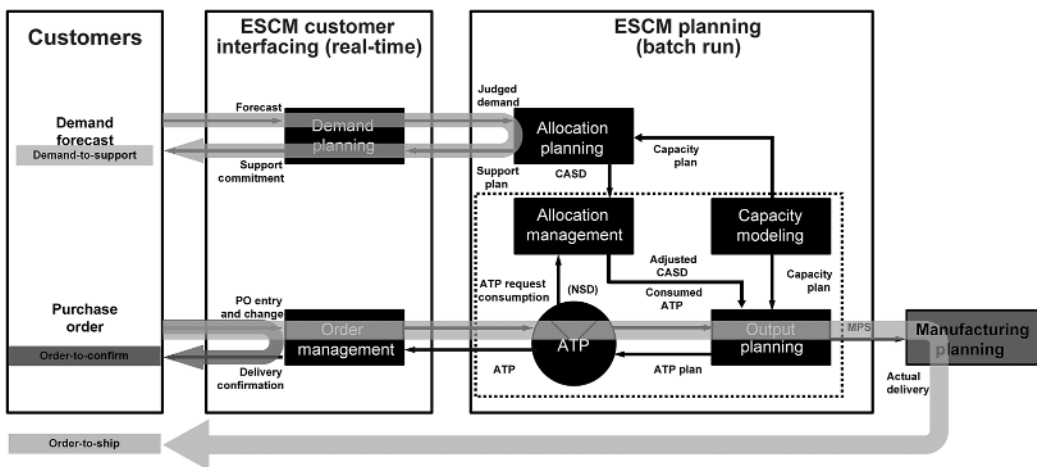 Customers
ESCM customer
interfacing (real-time)
ESCM planning
(batch run)
Demand
forecast
Demand-to-support
Forecast
Demand
planning
Support
commitment
Judged
demand
Allocation
planning
Support
plan
CASD
Capacity
plan
Allocation
management
Capacity
modeling
ATP request
consumption
(NSD)
Adjusted
CASD
Consumed
ATP
Capacity
plan
Purchase
order
Order-to-confirm
PO entry
and change
Order
management
Delivery
confirmation
ATP
ATP
ATP plan
Output
planning
MPS
Manufacturing
planning
Actual
delivery
Order-to-ship